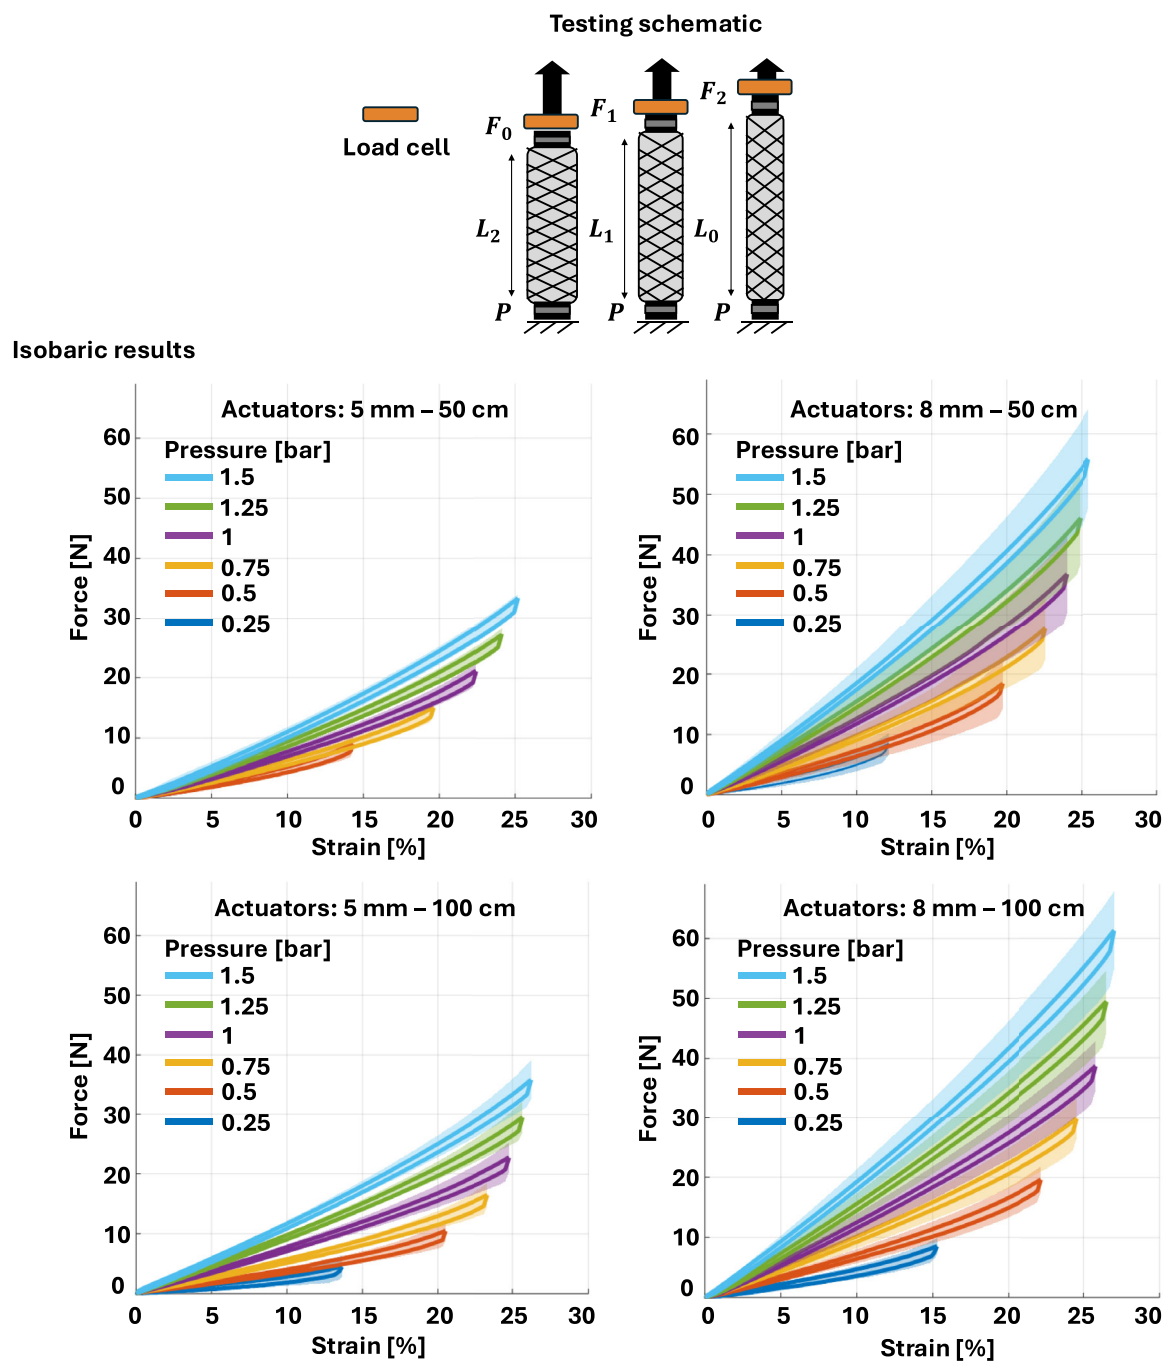 Testing schematic
Load cell
F₀ F₁ F₂
L₂ L₁ L₀
P P P
Isobaric results
Actuators: 5 mm – 50 cm
Pressure [bar]
1.5
1.25
1
0.75
0.5
0.25
Force [N]
60
50
40
30
20
10
0
0 5 10 15 20 25 30
Strain [%]
Actuators: 8 mm – 50 cm
Pressure [bar]
1.5
1.25
1
0.75
0.5
0.25
Force [N]
60
50
40
30
20
10
0
0 5 10 15 20 25 30
Strain [%]
Actuators: 5 mm – 100 cm
Pressure [bar]
1.5
1.25
1
0.75
0.5
0.25
Force [N]
60
50
40
30
20
10
0
0 5 10 15 20 25 30
Strain [%]
Actuators: 8 mm – 100 cm
Pressure [bar]
1.5
1.25
1
0.75
0.5
0.25
Force [N]
60
50
40
30
20
10
0
0 5 10 15 20 25 30
Strain [%]